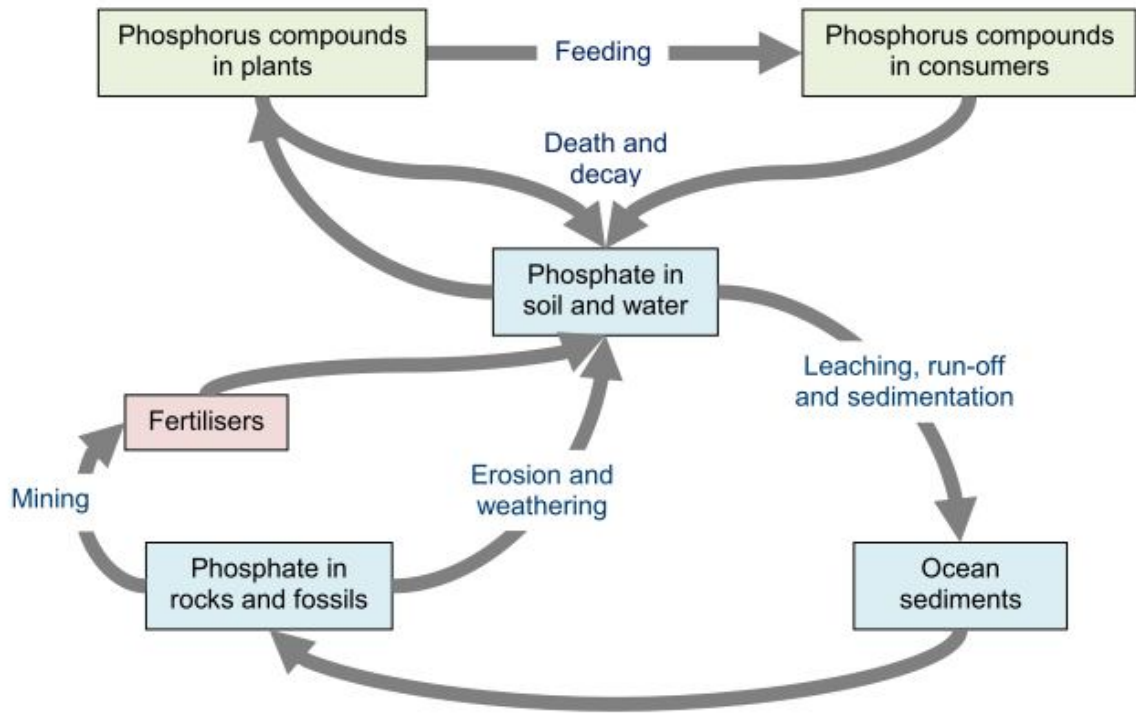 Phosphorus compounds
in plants
Feeding
Phosphorus compounds
in consumers
Death and
decay
Phosphate in
soil and water
Leaching, run-off
and sedimentation
Fertilisers
Mining
Erosion and
weathering
Phosphate in
rocks and fossils
Ocean
sediments